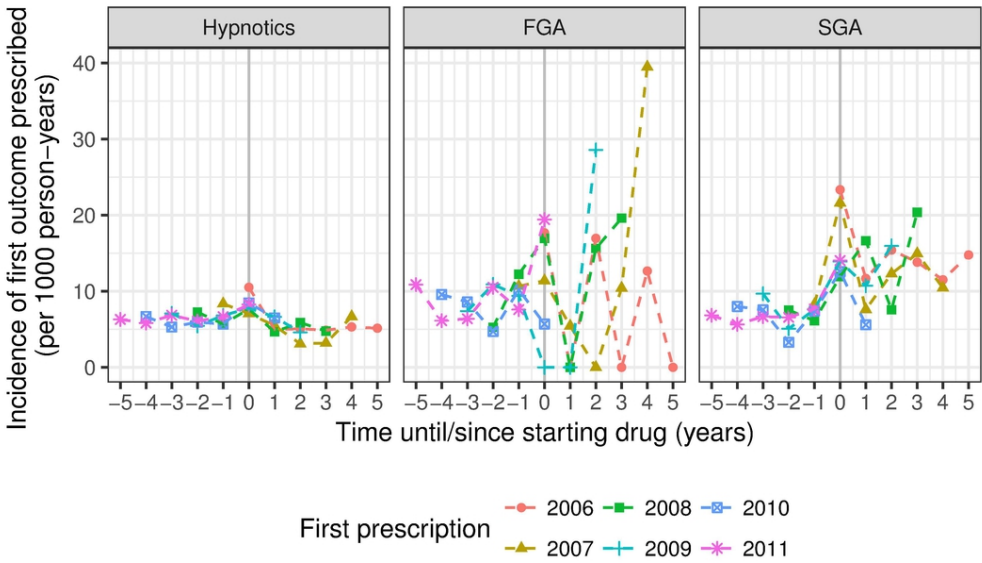 Hypnotics FGA SGA
Incidence of first outcome prescribed
(per 1000 person−years)
40
30
20
10
0
−5 −4 −3 −2 −1 0 1 2 3 4 5 −5 −4 −3 −2 −1 0 1 2 3 4 5 −5 −4 −3 −2 −1 0 1 2 3 4 5
Time until/since starting drug (years)
First prescription
2006 2008 2010
2007 2009 2011